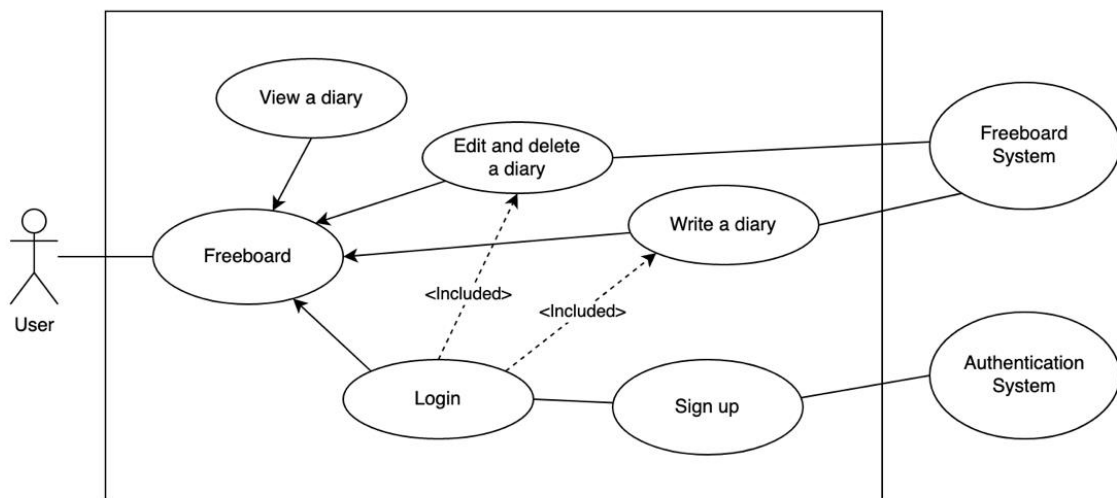 View a diary
Edit and delete
a diary
Freeboard
System
Write a diary
Freeboard
<Included>
<Included>
User
Login
Sign up
Authentication
System